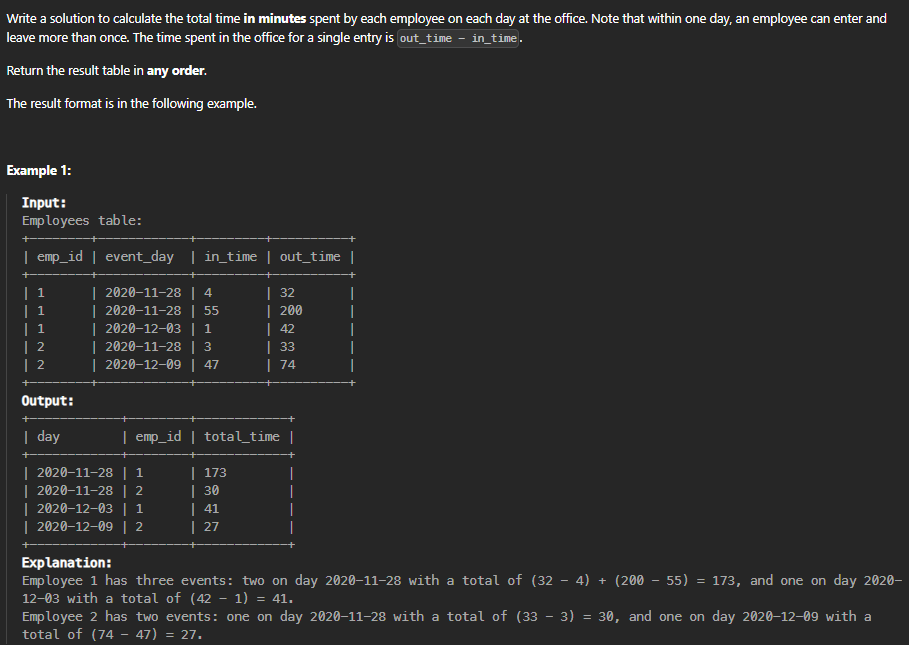 Write a solution to calculate the total time in minutes spent by each employee on each day at the office. Note that within one day, an employee can enter and
leave more than once. The time spent in the office for a single entry is out_time - in_time.
Return the result table in any order.
The result format is in the following example.
Example 1:
Input:
Employees table:
+--------+------------+---------+----------+
| emp_id | event_day  | in_time | out_time |
+--------+------------+---------+----------+
| 1      | 2020-11-28 | 4       | 32       |
| 1      | 2020-11-28 | 55      | 200      |
| 1      | 2020-12-03 | 1       | 42       |
| 2      | 2020-11-28 | 3       | 33       |
| 2      | 2020-12-09 | 47      | 74       |
+--------+------------+---------+----------+
Output:
+------------+--------+------------+
| day        | emp_id | total_time |
+------------+--------+------------+
| 2020-11-28 | 1      | 173        |
| 2020-11-28 | 2      | 30         |
| 2020-12-03 | 1      | 41         |
| 2020-12-09 | 2      | 27         |
+------------+--------+------------+
Explanation:
Employee 1 has three events: two on day 2020-11-28 with a total of (32 - 4) + (200 - 55) = 173, and one on day 2020-
12-03 with a total of (42 - 1) = 41.
Employee 2 has two events: one on day 2020-11-28 with a total of (33 - 3) = 30, and one on day 2020-12-09 with a
total of (74 - 47) = 27.